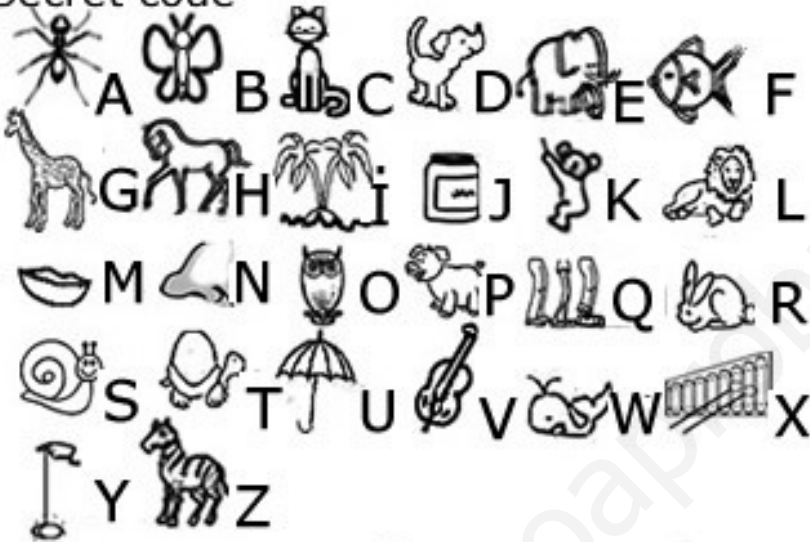 Secret code
A B C D E F
G H İ J K L
M N O P Q R
S T U V W X
Y Z